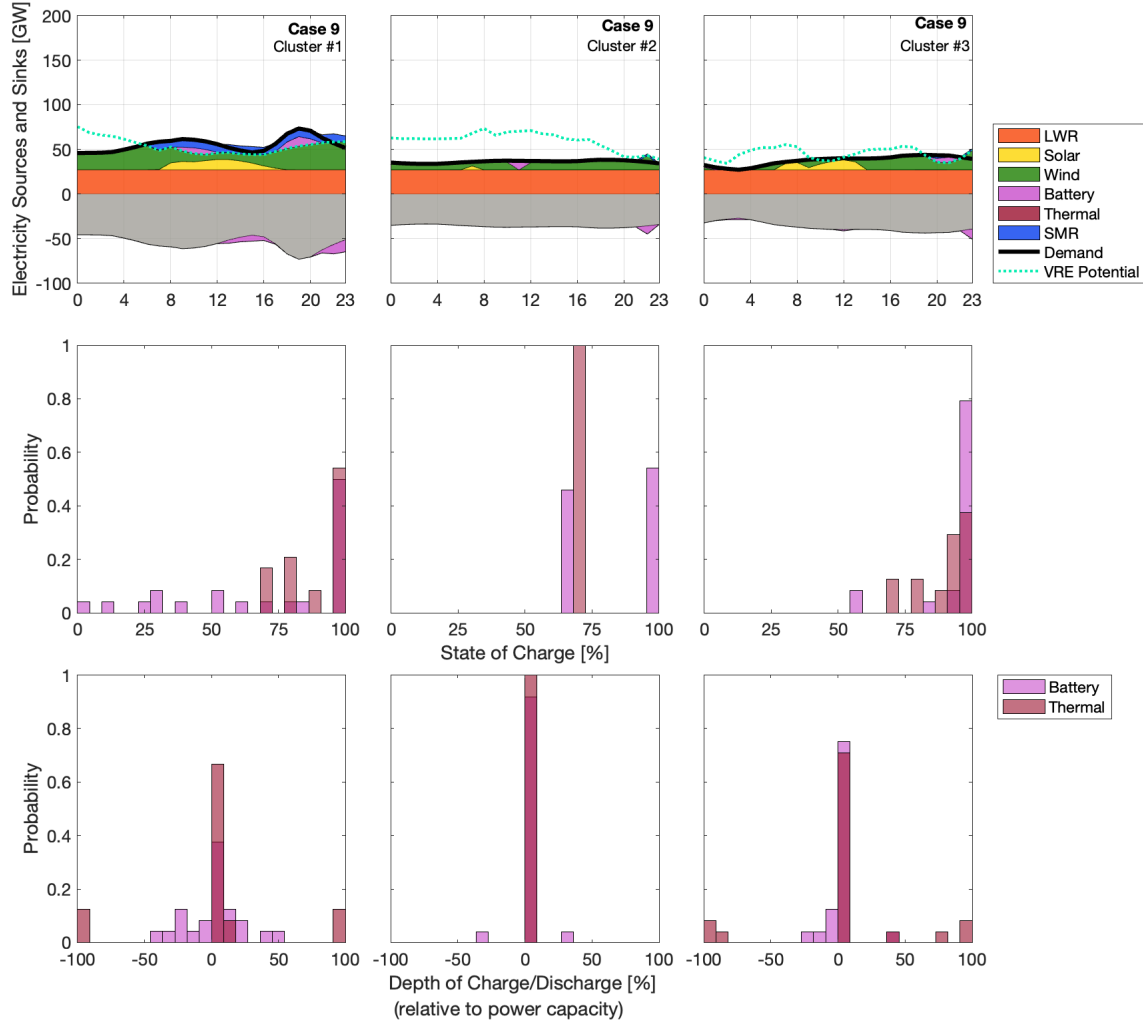 Electricity Sources and Sinks [GW]
200
150
100
50
0
-50
-100
Case 9
Cluster #1
Case 9
Cluster #2
Case 9
Cluster #3
0 4 8 12 16 20 23
0 4 8 12 16 20 23
0 4 8 12 16 20 23
LWR
Solar
Wind
Battery
Thermal
SMR
Demand
VRE Potential
Probability
1
0.8
0.6
0.4
0.2
0
0 25 50 75 100
0 25 50 75 100
0 25 50 75 100
State of Charge [%]
Probability
1
0.8
0.6
0.4
0.2
0
Battery
Thermal
-100 -50 0 50 100
-100 -50 0 50 100
-100 -50 0 50 100
Depth of Charge/Discharge [%]
(relative to power capacity)